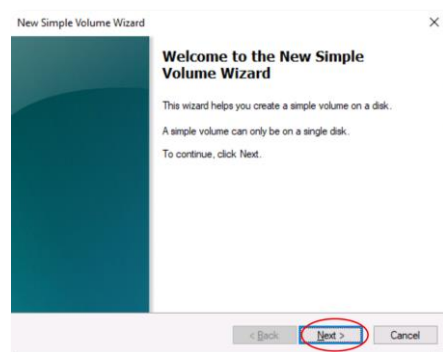 New Simple Volume Wizard
Welcome to the New Simple
Volume Wizard
This wizard helps you create a simple volume on a disk.
A simple volume can only be on a single disk.
To continue, click Next.
< Back
Next >
Cancel